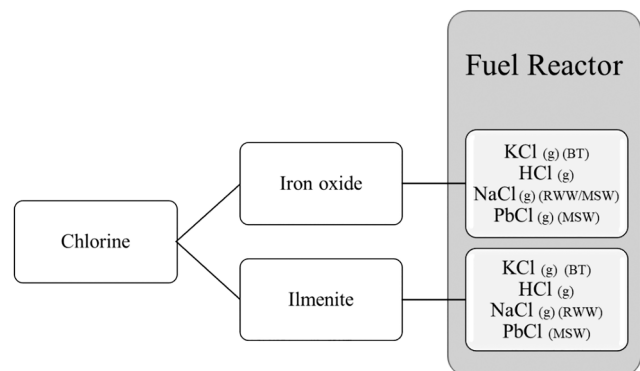 Fuel Reactor
Chlorine
Iron oxide
KCl (g) (BT)
HCl (g)
NaCl (g) (RWW/MSW)
PbCl (g) (MSW)
Ilmenite
KCl (g) (BT)
HCl (g)
NaCl (g) (RWW)
PbCl (MSW)